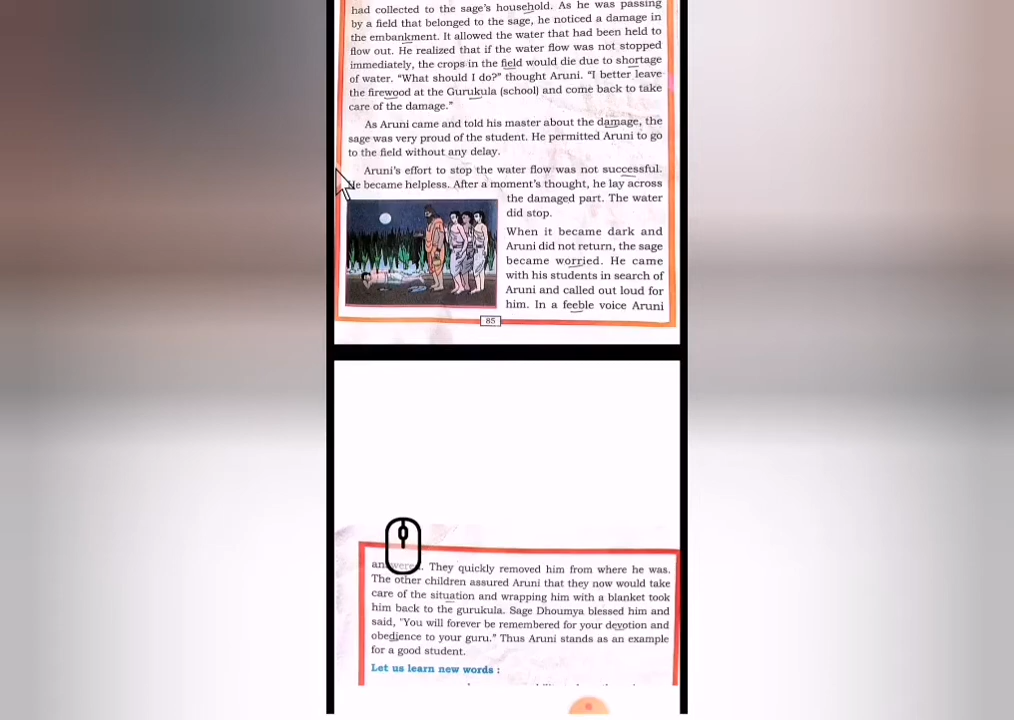 had collected to the sage's household. As he was passing
by a field that belonged to the sage, he noticed a damage in
the embankment. It allowed the water that had been held to
flow out. He realized that if the water flow was not stopped
immediately, the crops in the field would die due to shortage
of water. "What should I do?" thought Aruni. "I better leave
the firewood at the Gurukula (school) and come back to take
care of the damage."
As Aruni came and told his master about the damage, the
sage was very proud of the student. He permitted Aruni to go
to the field without any delay.
Aruni's effort to stop the water flow was not successful.
He became helpless. After a moment's thought, he lay across
the damaged part. The water
did stop.
When it became dark and
Aruni did not return, the sage
became worried. He came
with his students in search of
Aruni and called out loud for
him. In a feeble voice Aruni
85
answered. They quickly removed him from where he was.
The other children assured Aruni that they now would take
care of the situation and wrapping him with a blanket took
him back to the gurukula. Sage Dhoumya blessed him and
said, "You will forever be remembered for your devotion and
obedience to your guru." Thus Aruni stands as an example
for a good student.
Let us learn new words :